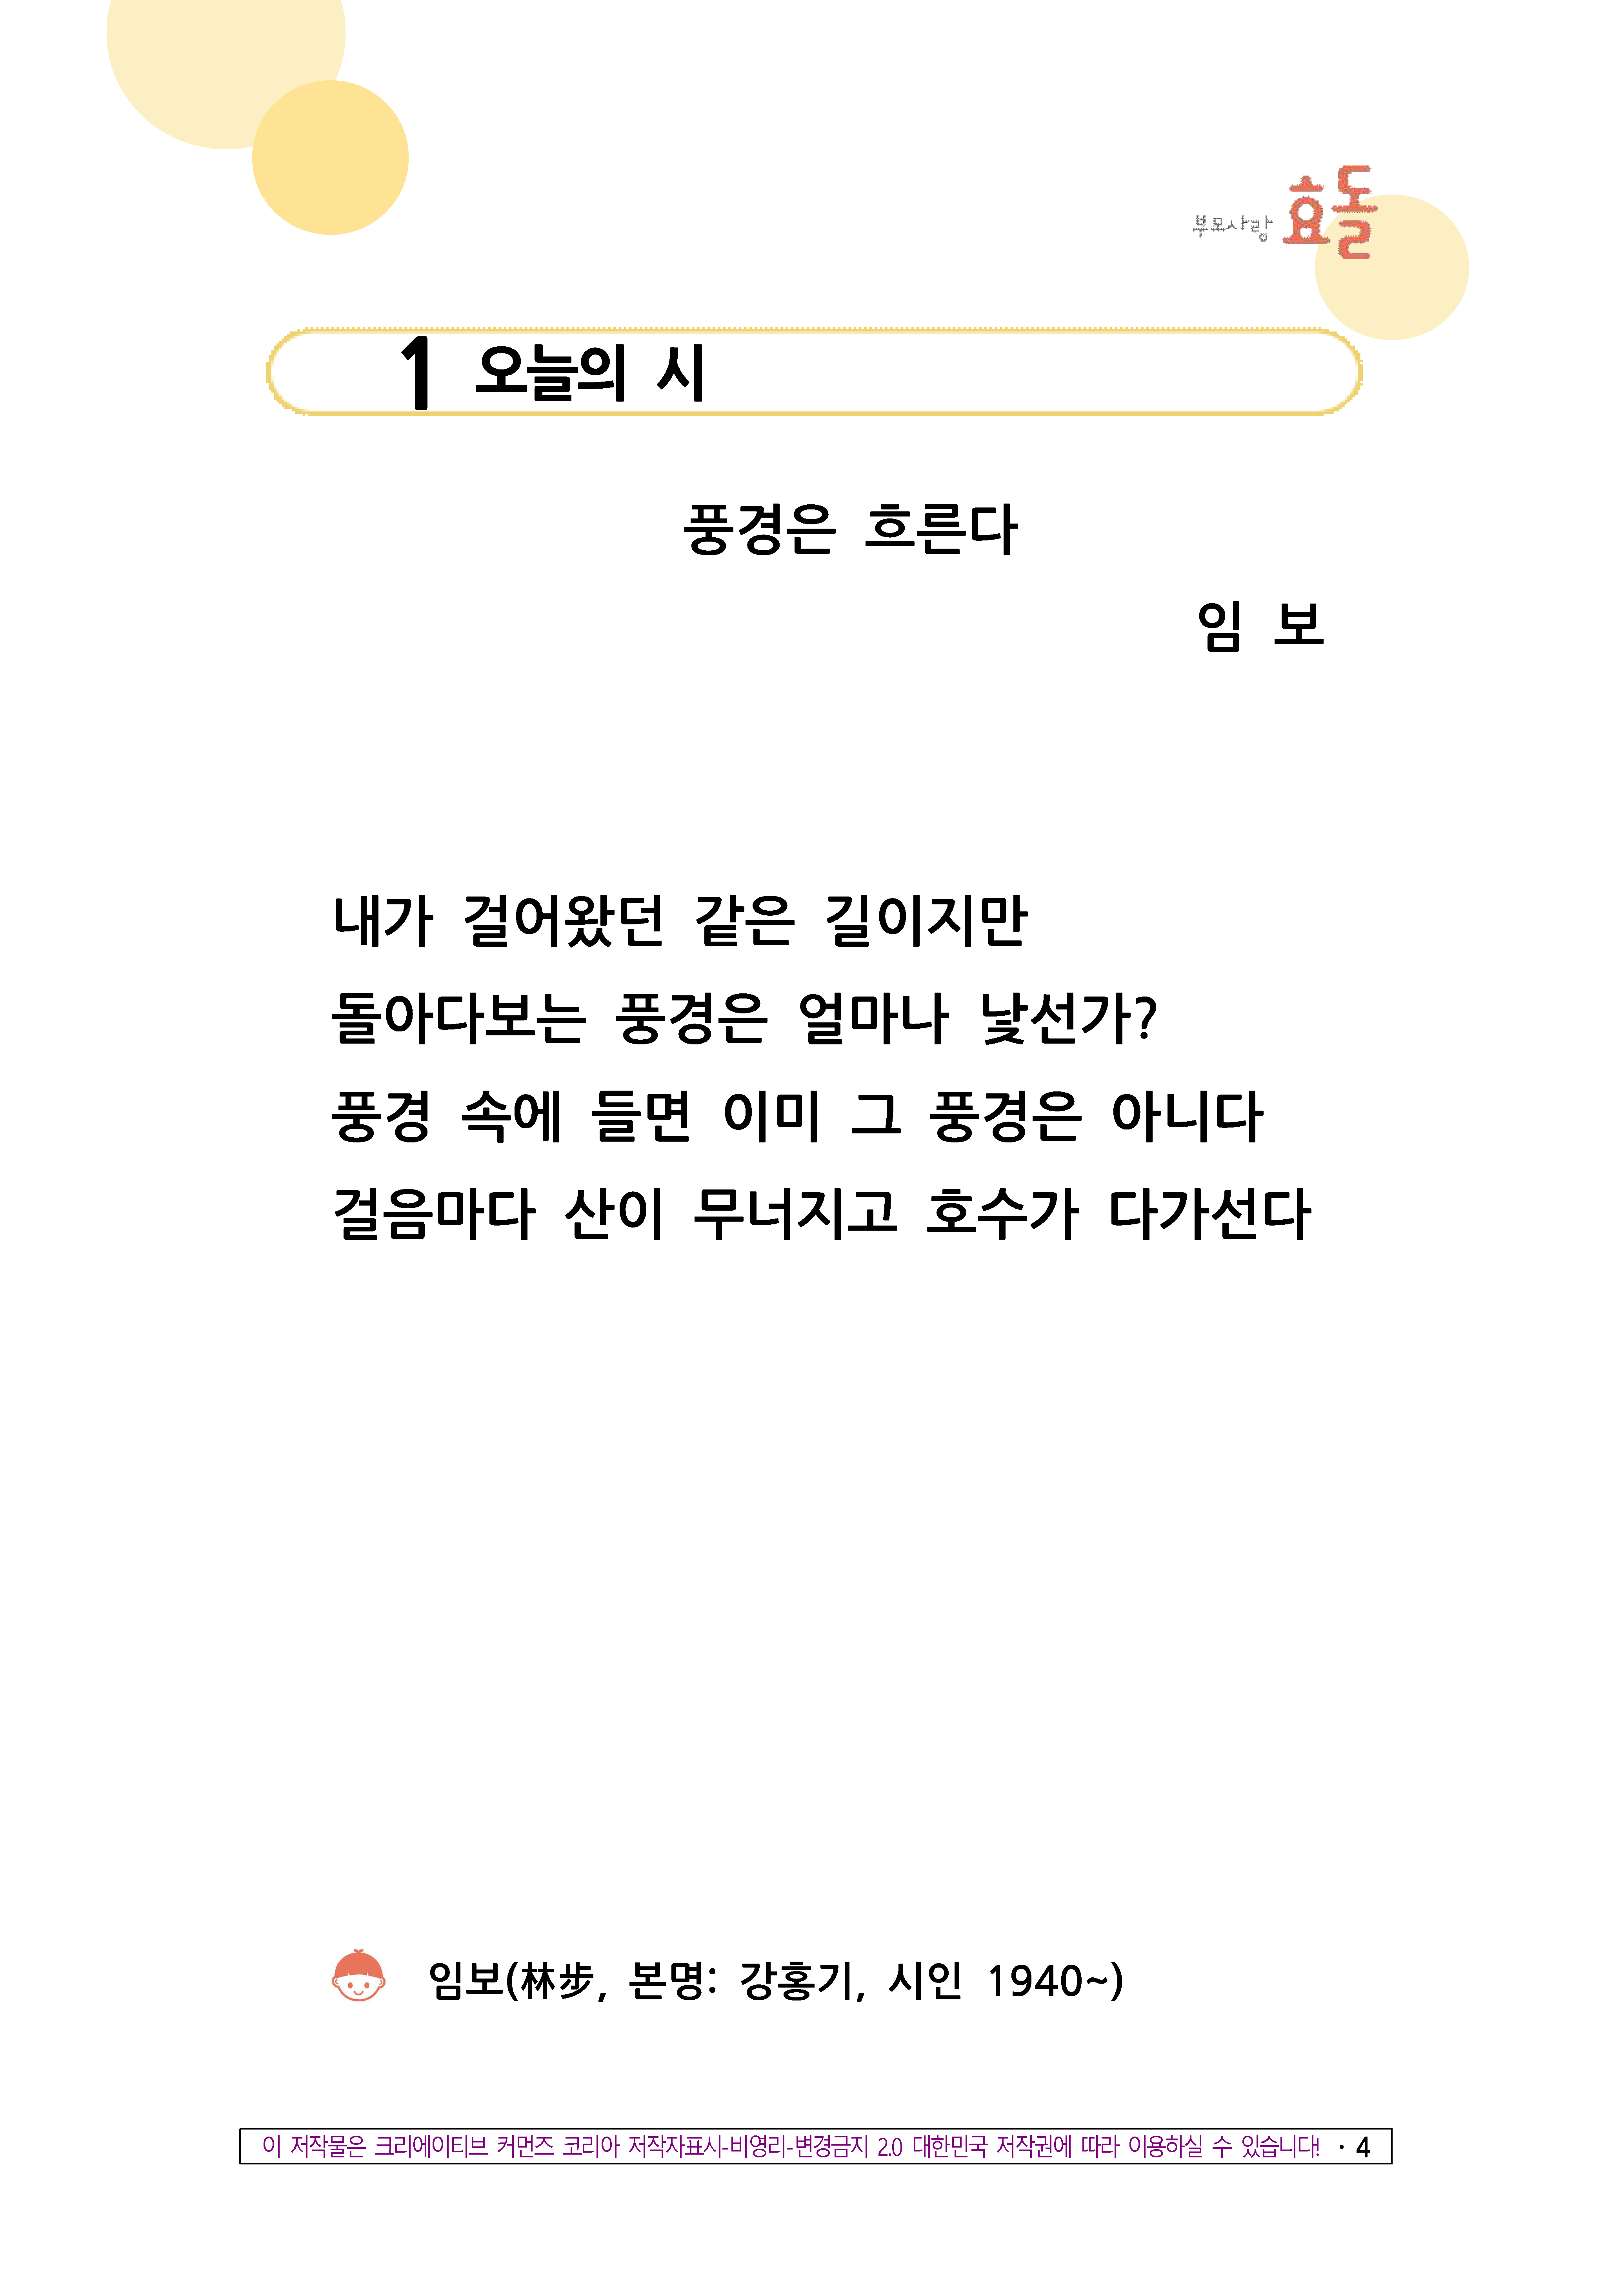 부모사랑 효돌
1 오늘의 시
풍경은 흐른다
임 보
내가 걸어왔던 같은 길이지만
돌아다보는 풍경은 얼마나 낯선가?
풍경 속에 들면 이미 그 풍경은 아니다
걸음마다 산이 무너지고 호수가 다가선다
임보(林步, 본명: 강홍기, 시인 1940~)
이 저작물은 크리에이티브 커먼즈 코리아 저작자표시-비영리-변경금지 2.0 대한민국 저작권에 따라 이용하실 수 있습니다! · 4